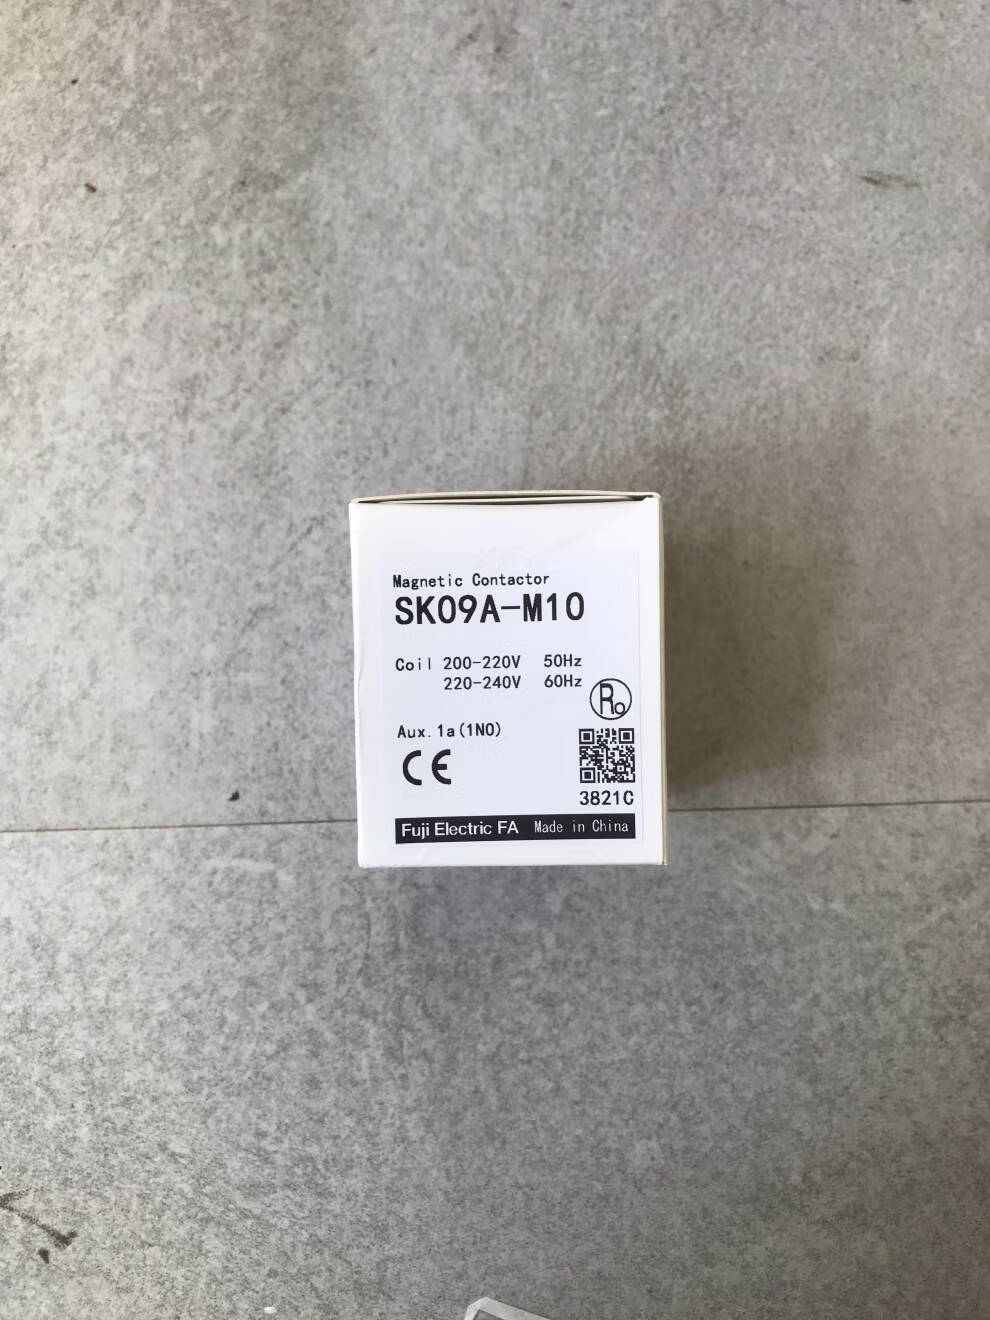 Magnetic Contactor
SK09A-M10
Coil 200-220V 50Hz
220-240V 60Hz
Ro
Aux.1a(1NO)
CE
3821C
Fuji Electric FA Made in China